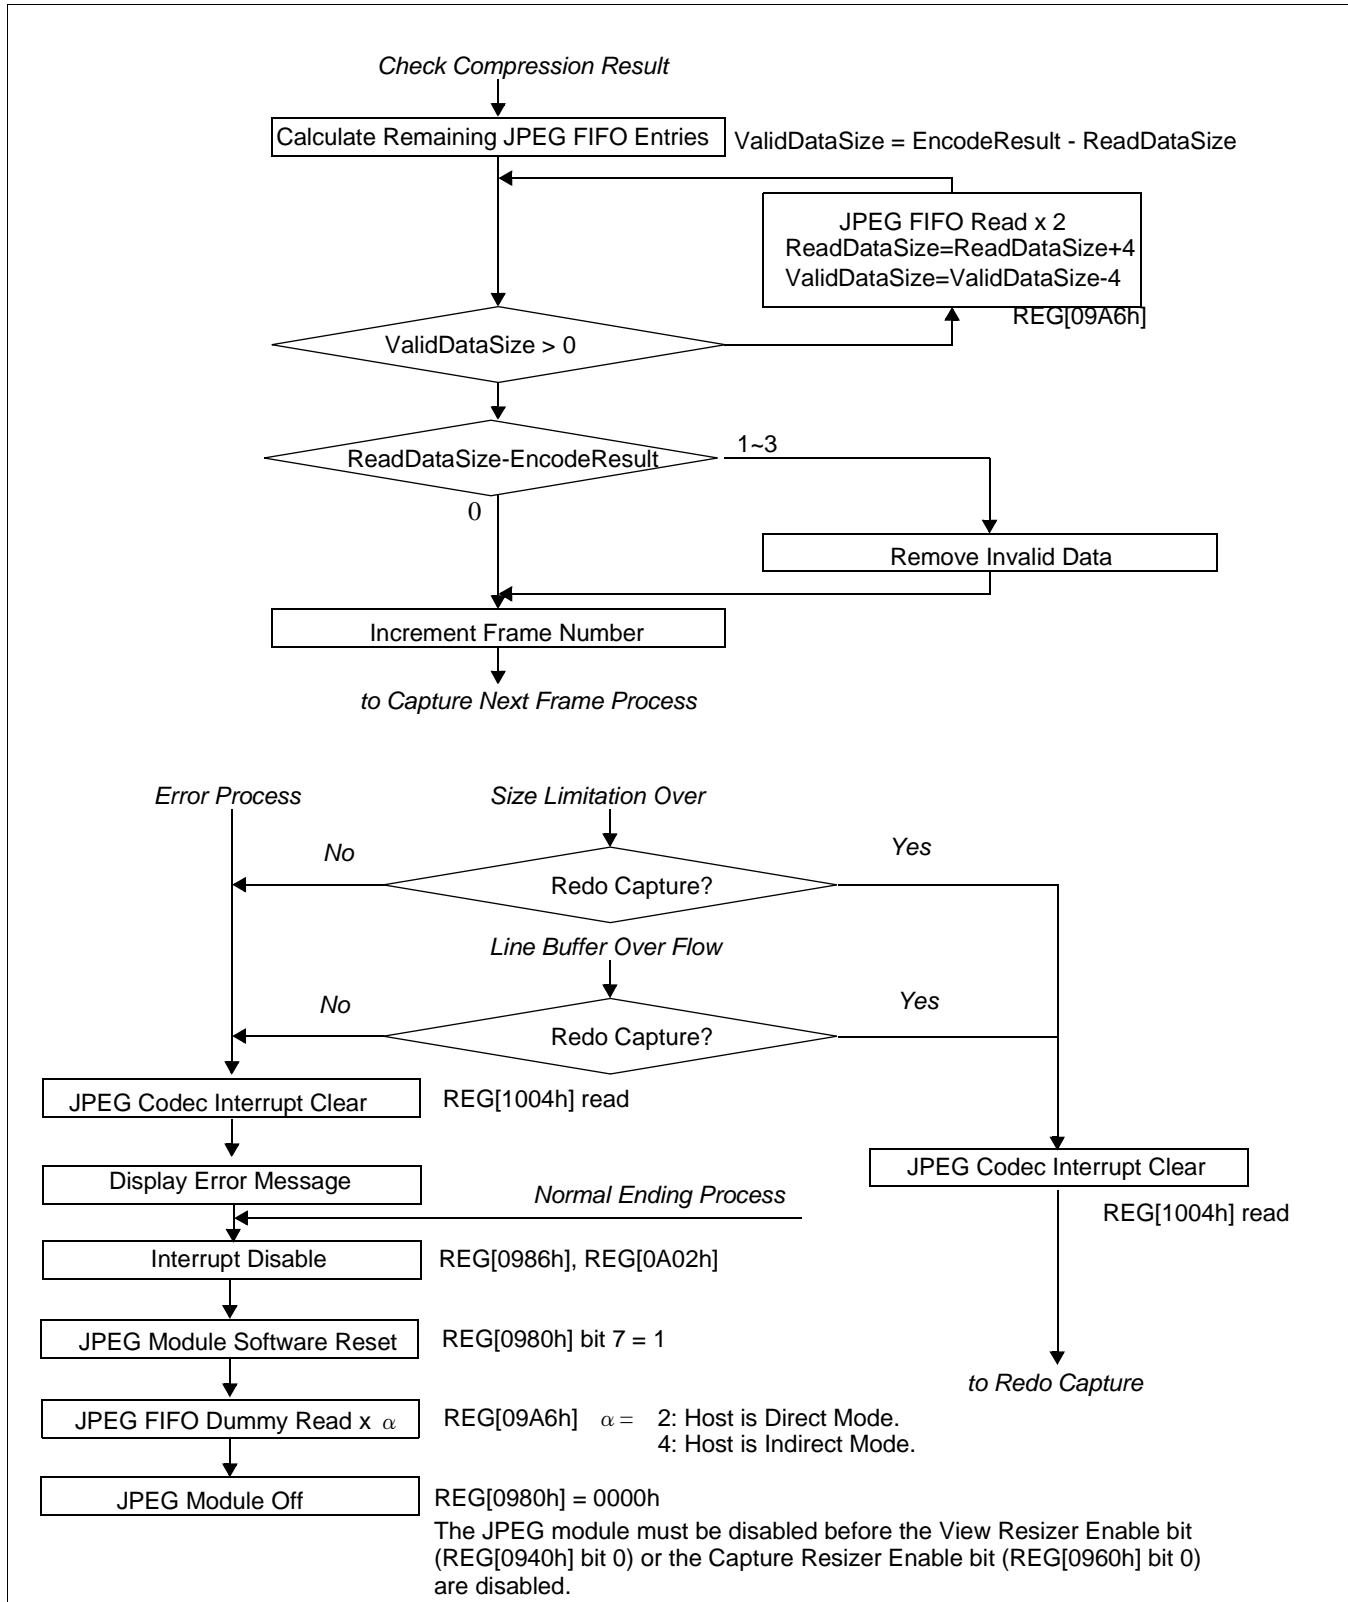 Check Compression Result
Calculate Remaining JPEG FIFO Entries
ValidDataSize = EncodeResult - ReadDataSize
JPEG FIFO Read x 2
ReadDataSize=ReadDataSize+4
ValidDataSize=ValidDataSize-4
REG[09A6h]
ValidDataSize > 0
ReadDataSize-EncodeResult
1~3
0
Remove Invalid Data
Increment Frame Number
to Capture Next Frame Process
Error Process
Size Limitation Over
No
Redo Capture?
Yes
Line Buffer Over Flow
No
Redo Capture?
Yes
JPEG Codec Interrupt Clear
REG[1004h] read
JPEG Codec Interrupt Clear
REG[1004h] read
Display Error Message
Normal Ending Process
Interrupt Disable
REG[0986h], REG[0A02h]
JPEG Module Software Reset
REG[0980h] bit 7 = 1
to Redo Capture
JPEG FIFO Dummy Read x α
REG[09A6h] α = 2: Host is Direct Mode.
4: Host is Indirect Mode.
JPEG Module Off
REG[0980h] = 0000h
The JPEG module must be disabled before the View Resizer Enable bit
(REG[0940h] bit 0) or the Capture Resizer Enable bit (REG[0960h] bit 0)
are disabled.